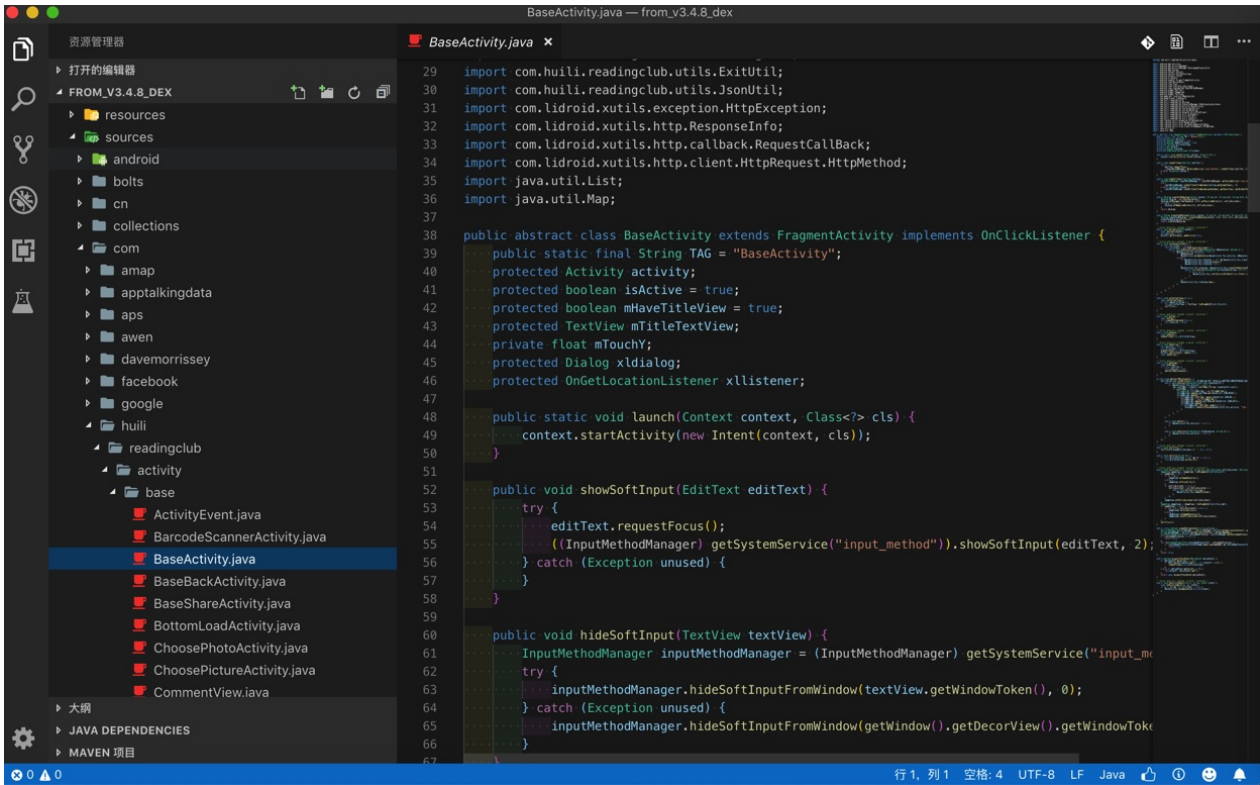 BaseActivity.java — from_v3.4.8_dex
资源管理器
打开的编辑器
FROM_V3.4.8_DEX
resources
sources
android
bolts
cn
collections
com
amap
apptalkingdata
aps
awen
davemorrissey
facebook
google
huili
readingclub
activity
base
ActivityEvent.java
BarcodeScannerActivity.java
BaseActivity.java
BaseBackActivity.java
BaseShareActivity.java
BottomLoadActivity.java
ChoosePhotoActivity.java
ChoosePictureActivity.java
CommentView.java
大纲
JAVA DEPENDENCIES
MAVEN 项目
BaseActivity.java ×
29 import com.huili.readingclub.utils.ExitUtil;
30 import com.huili.readingclub.utils.JsonUtil;
31 import com.lidroid.xutils.exception.HttpException;
32 import com.lidroid.xutils.http.ResponseInfo;
33 import com.lidroid.xutils.http.callback.RequestCallBack;
34 import com.lidroid.xutils.http.client.HttpRequest.HttpMethod;
35 import java.util.List;
36 import java.util.Map;
37
38 public abstract class BaseActivity extends FragmentActivity implements OnClickListener {
39 public static final String TAG = "BaseActivity";
40 protected Activity activity;
41 protected boolean isActive = true;
42 protected boolean mHaveTitleView = true;
43 protected TextView mTitleTextView;
44 private float mTouchY;
45 protected Dialog xldialog;
46 protected OnGetLocationListener xllistener;
47
48 public static void launch(Context context, Class<?> cls) {
49 context.startActivity(new Intent(context, cls));
50 }
51
52 public void showSoftInput(EditText editText) {
53 try {
54 editText.requestFocus();
55 ((InputMethodManager) getSystemService("input_method")).showSoftInput(editText, 2);
56 } catch (Exception unused) {
57 }
58 }
59
60 public void hideSoftInput(TextView textView) {
61 InputMethodManager inputMethodManager = (InputMethodManager) getSystemService("input_me
62 try {
63 inputMethodManager.hideSoftInputFromWindow(textView.getWindowToken(), 0);
64 } catch (Exception unused) {
65 inputMethodManager.hideSoftInputFromWindow(getWindow().getDecorView().getWindowToke
66 }
67 }
0 0
行 1, 列 1 空格: 4 UTF-8 LF Java